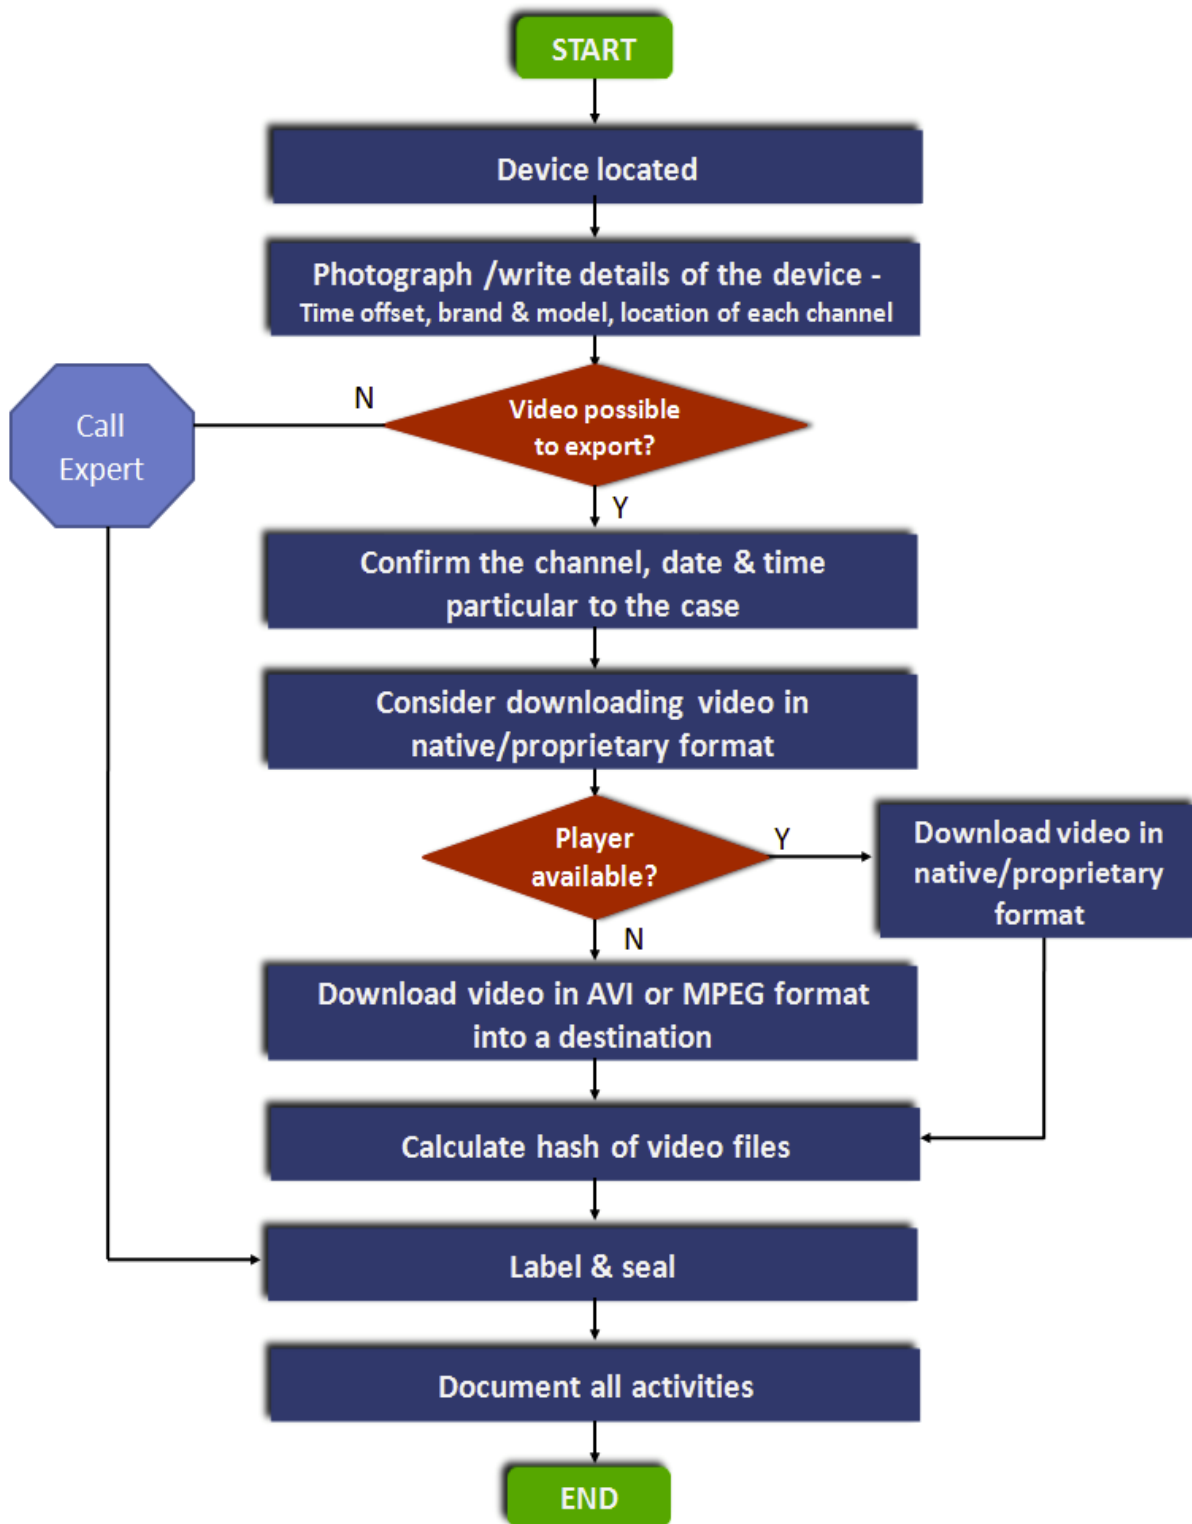 START
Device located
Photograph /write details of the device -
Time offset, brand & model, location of each channel
N
Call
Expert
Video possible
to export?
Y
Confirm the channel, date & time
particular to the case
Consider downloading video in
native/proprietary format
Player
available?
Y
Download video in
native/proprietary
format
N
Download video in AVI or MPEG format
into a destination
Calculate hash of video files
Label & seal
Document all activities
END